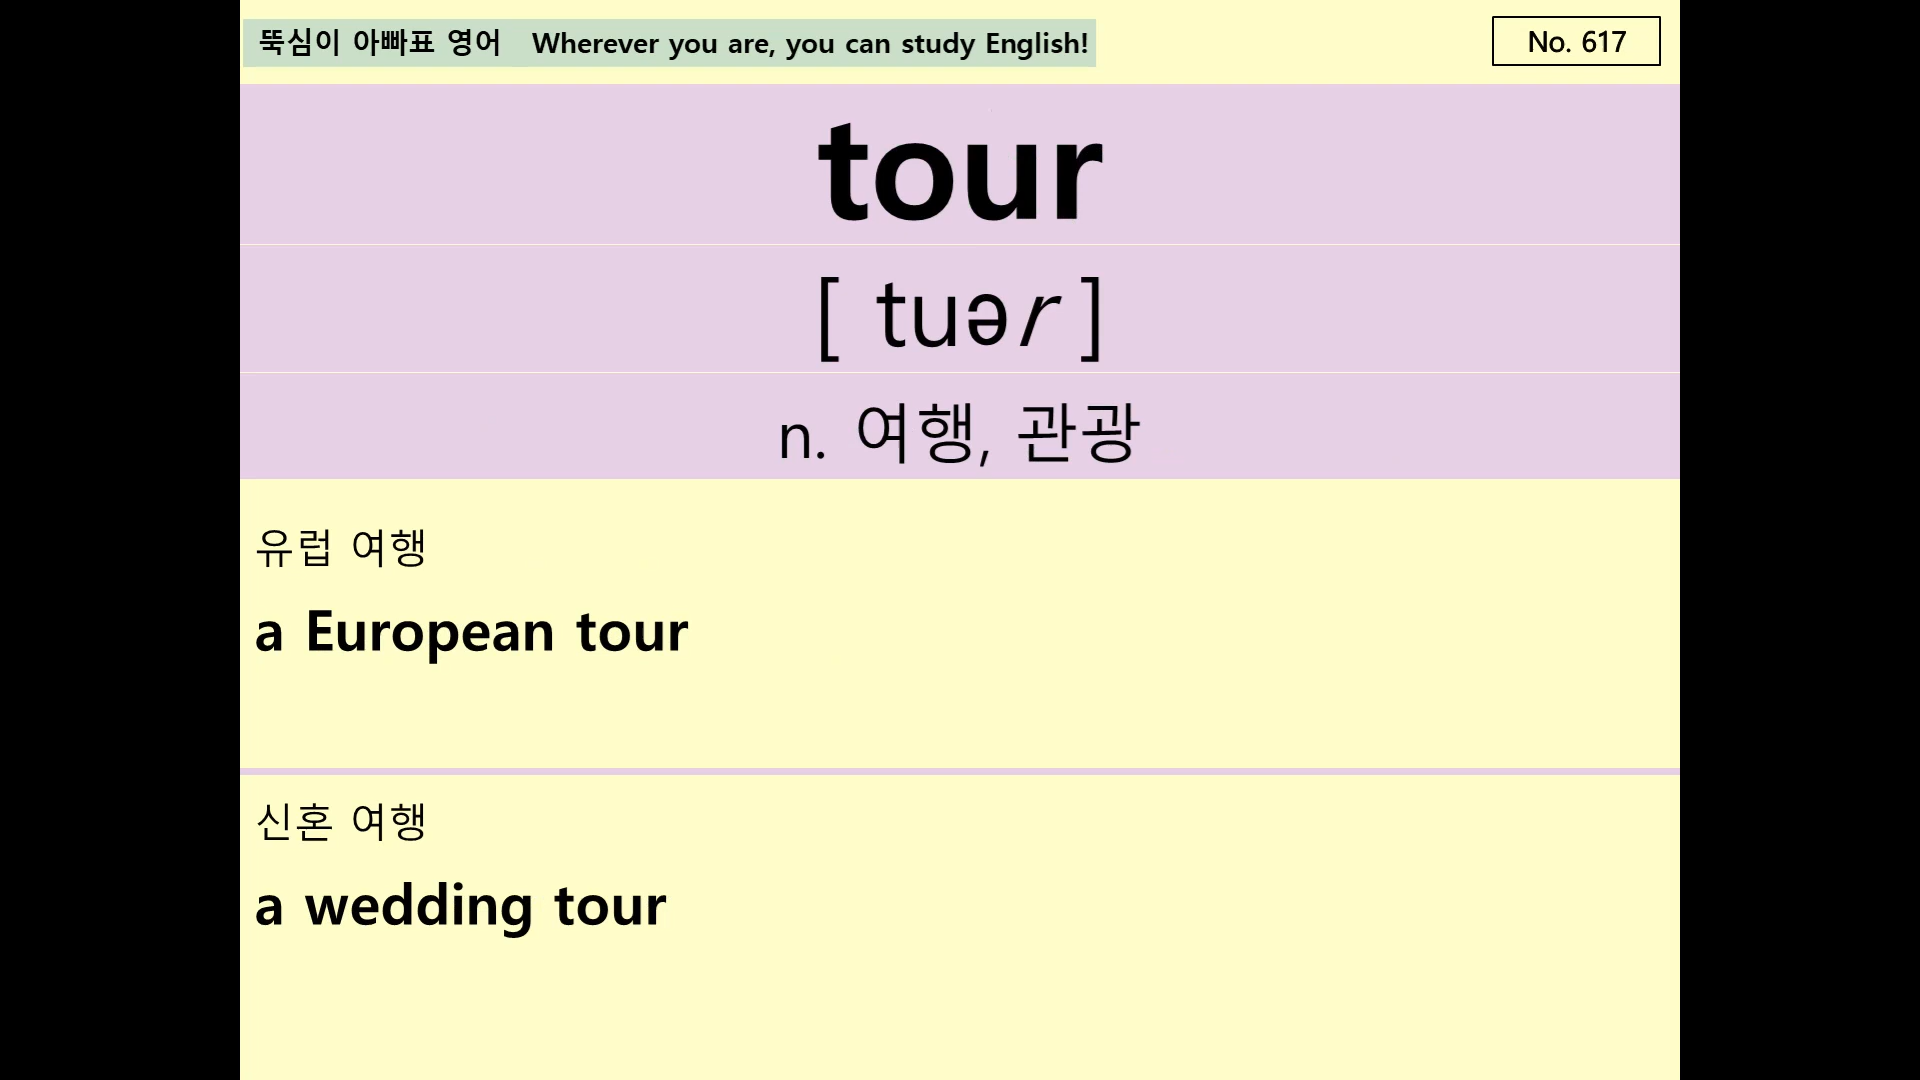 뚝심이 아빠표 영어 Wherever you are, you can study English!
No. 617
tour
[ tuər ]
n. 여행, 관광
유럽 여행
a European tour
신혼 여행
a wedding tour